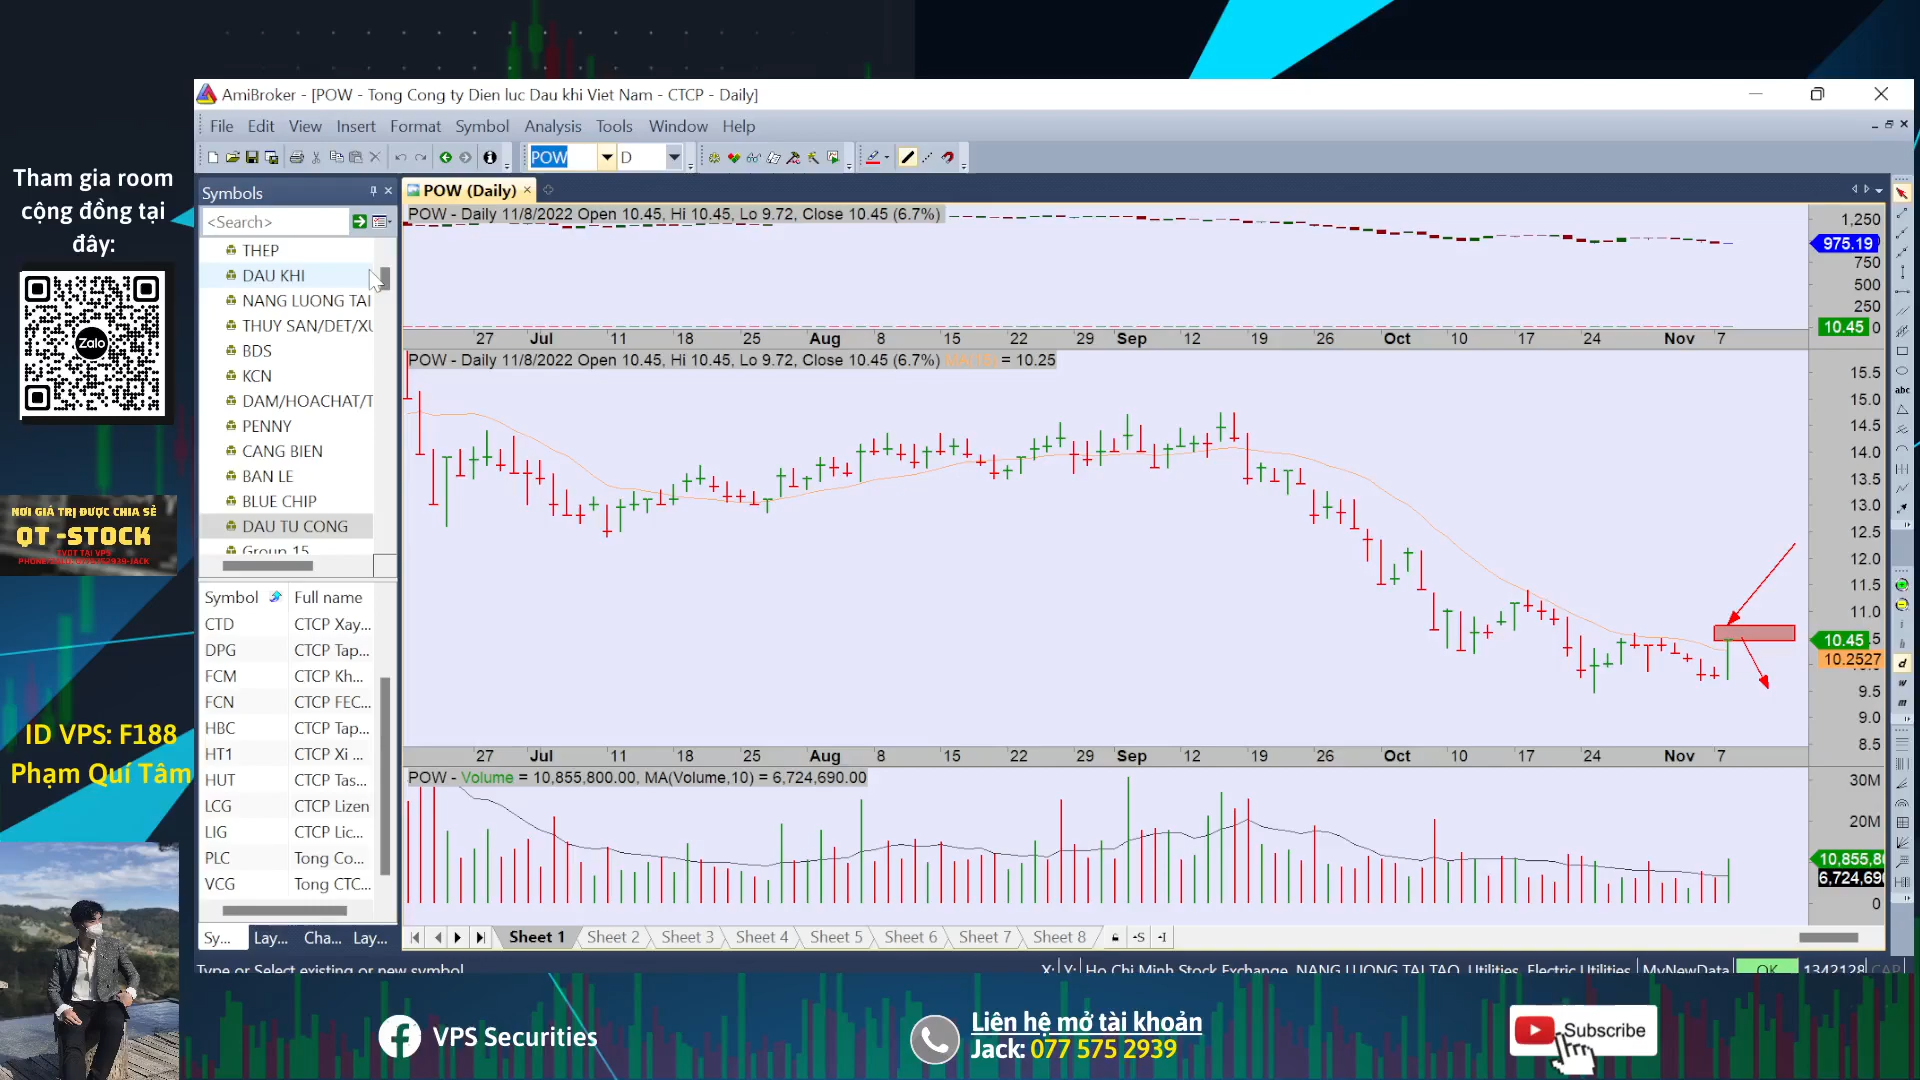 AmiBroker - [POW - Tong Cong ty Dien luc Dau khi Viet Nam - CTCP - Daily]
File Edit View Insert Format Symbol Analysis Tools Window Help
POW D
Tham gia room
cộng đồng tại
đây:
Zalo
NƠI GIÁ TRỊ ĐƯỢC CHIA SẺ
QT -STOCK
TVĐT TẠI VPS
ID VPS: F188
Phạm Quí Tâm
Symbols
<Search>
THEP
DAU KHI
NANG LUONG TAI
THUY SAN/DET/XU
BDS
KCN
DAM/HOACHAT/T
PENNY
CANG BIEN
BAN LE
BLUE CHIP
DAU TU CONG
Group 15
Symbol Full name
CTD CTCP Xay...
DPG CTCP Tap...
FCM CTCP Kh...
FCN CTCP FEC...
HBC CTCP Tap...
HT1 CTCP Xi ...
HUT CTCP Tas...
LCG CTCP Lizen
LIG CTCP Lic...
PLC Tong Co...
VCG Tong CTC...
Sy... Lay... Cha... Lay...
POW (Daily)
POW - Daily 11/8/2022 Open 10.45, Hi 10.45, Lo 9.72, Close 10.45 (6.7%)
1,250
975.19
750
500
250
10.45 0
27 Jul 11 18 25 Aug 8 15 22 29 Sep 12 19 26 Oct 10 17 24 Nov 7
POW - Daily 11/8/2022 Open 10.45, Hi 10.45, Lo 9.72, Close 10.45 (6.7%) = 10.25
15.5
15.0
14.5
14.0
13.5
13.0
12.5
12.0
11.5
11.0
10.45
10.2527
9.5
9.0
8.5
27 Jul 11 18 25 Aug 8 15 22 29 Sep 12 19 26 Oct 10 17 24 Nov 7
POW - Volume = 10,855,800.00, MA(Volume,10) = 6,724,690.00
30M
20M
10,855,80
6,724,690
0
Sheet 1 Sheet 2 Sheet 3 Sheet 4 Sheet 5 Sheet 6 Sheet 7 Sheet 8
abc
d
w
m
Type or Select existing or new symbol
X: Y: Ho Chi Minh Stock Exchange, NANG LUONG TAI TAO, Utilities, Electric Utilities MyNewData OK 1342128 CAP
VPS Securities
Liên hệ mở tài khoản
Jack: 077 575 2939
Subscribe